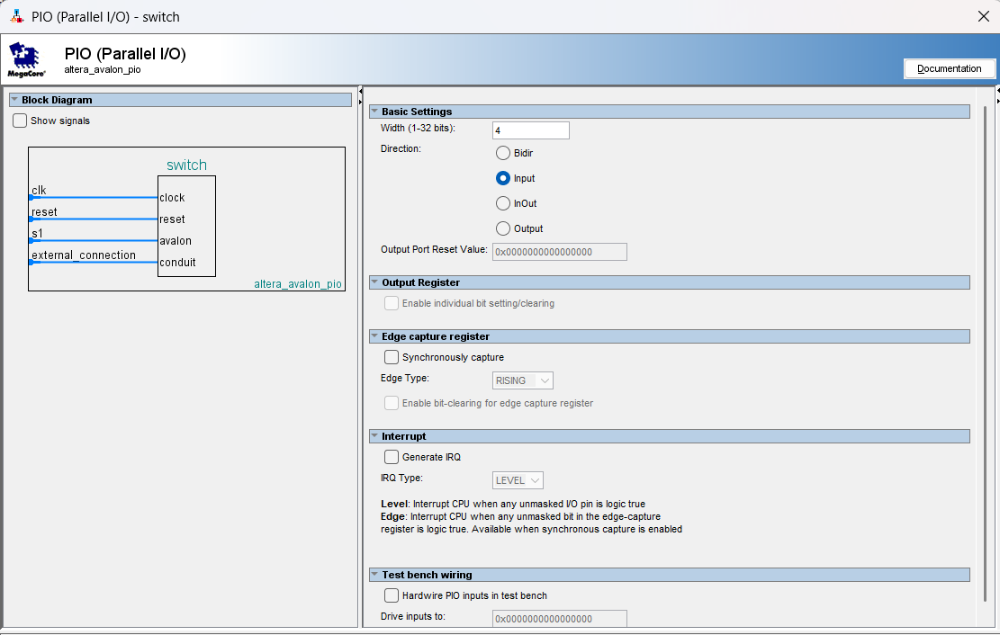 PIO (Parallel I/O) - switch
MegaCore'
PIO (Parallel I/O)
altera_avalon_pio
Documentation
Block Diagram
Show signals
switch
clk
clock
reset
reset
s1
avalon
external_connection
conduit
altera_avalon_pio
Basic Settings
Width (1-32 bits): 4
Direction:
Bidir
Input
InOut
Output
Output Port Reset Value: 0x0000000000000000
Output Register
Enable individual bit setting/clearing
Edge capture register
Synchronously capture
Edge Type: RISING
Enable bit-clearing for edge capture register
Interrupt
Generate IRQ
IRQ Type: LEVEL
Level: Interrupt CPU when any unmasked I/O pin is logic true
Edge: Interrupt CPU when any unmasked bit in the edge-capture
register is logic true. Available when synchronous capture is enabled
Test bench wiring
Hardwire PIO inputs in test bench
Drive inputs to: 0x0000000000000000